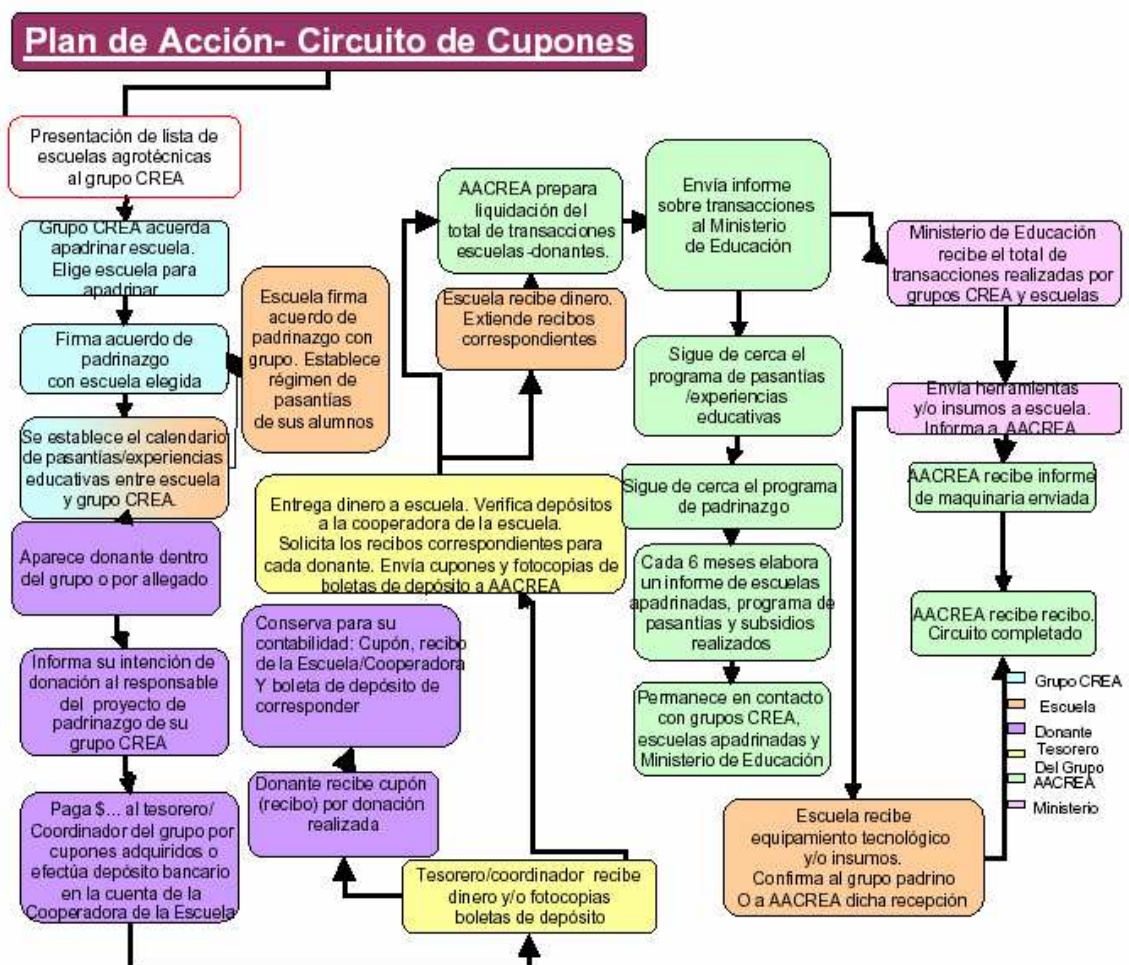 Plan de Acción- Circuito de Cupones
Presentación de lista de
escuelas agrotécnicas
al grupo CREA
Grupo CREA acuerda
apadrinar escuela.
Elige escuela para
apadrinar
Firma acuerdo de
padrinazgo
con escuela elegida
Se establece el calendario
de pasantías/experiencias
educativas entre escuela
y grupo CREA.
Escuela firma
acuerdo de
padrinazgo con
grupo. Establece
régimen de
pasantías
de sus alumnos
Aparece donante dentro
del grupo o por allegado
Informa su intención de
donación al responsable
del proyecto de
padrinazgo de su
grupo CREA
Paga $... al tesorero/
Coordinador del grupo por
cupones adquiridos o
efectúa depósito bancario
en la cuenta de la
Cooperadora de la Escuela
Tesorero/coordinador recibe
dinero y/o fotocopias
boletas de depósito
Donante recibe cupón
(recibo) por donación
realizada
Conserva para su
contabilidad: Cupón, recibo
de la Escuela/Cooperadora
Y boleta de depósito de
corresponder
Entrega dinero a escuela. Verifica depósitos
a la cooperadora de la escuela.
Solicita los recibos correspondientes para
cada donante. Envía cupones y fotocopias de
boletas de depósito a AACREA
Escuela recibe dinero.
Extiende recibos
correspondientes
AACREA prepara
liquidación del
total de transacciones
escuelas-donantes.
Envía informe
sobre transacciones
al Ministerio
de Educación
Sigue de cerca el
programa de pasantías
/experiencias
educativas
Sigue de cerca el programa
de padrinazgo
Cada 6 meses elabora
un informe de escuelas
apadrinadas, programa de
pasantías y subsidios
realizados
Permanece en contacto
con grupos CREA,
escuelas apadrinadas y
Ministerio de Educación
Ministerio de Educación
recibe el total de
transacciones realizadas por
grupos CREA y escuelas
Envía herramientas
y/o insumos a escuela.
Informa a AACREA
AACREA recibe informe
de maquinaria enviada
AACREA recibe recibo.
Circuito completado
Escuela recibe
equipamiento tecnológico
y/o insumos.
Confirma al grupo padrino
O a AACREA dicha recepción
Grupo CREA
Escuela
Donante
Tesorero
Del Grupo
AACREA
Ministerio